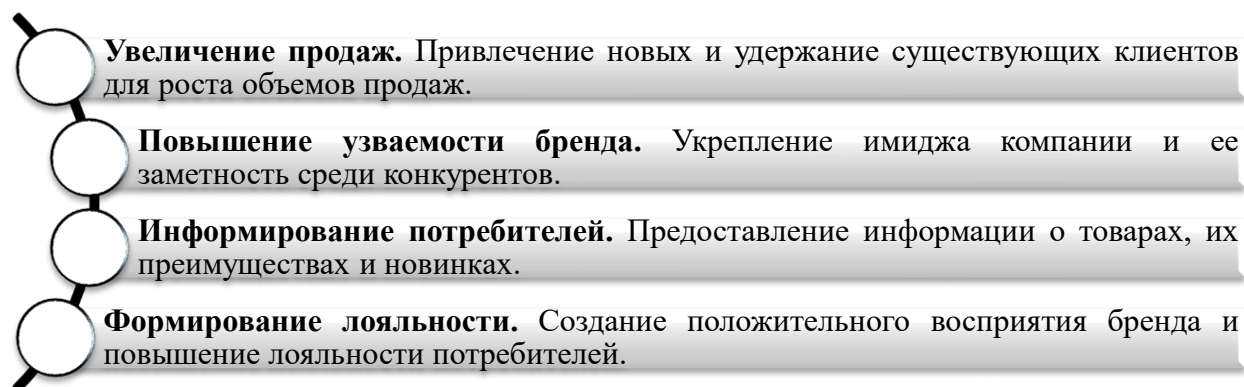 Увеличение продаж. Привлечение новых и удержание существующих клиентов
для роста объемов продаж.
Повышение узваемости бренда. Укрепление имиджа компании и ее
заметность среди конкурентов.
Информирование потребителей. Предоставление информации о товарах, их
преимуществах и новинках.
Формирование лояльности. Создание положительного восприятия бренда и
повышение лояльности потребителей.